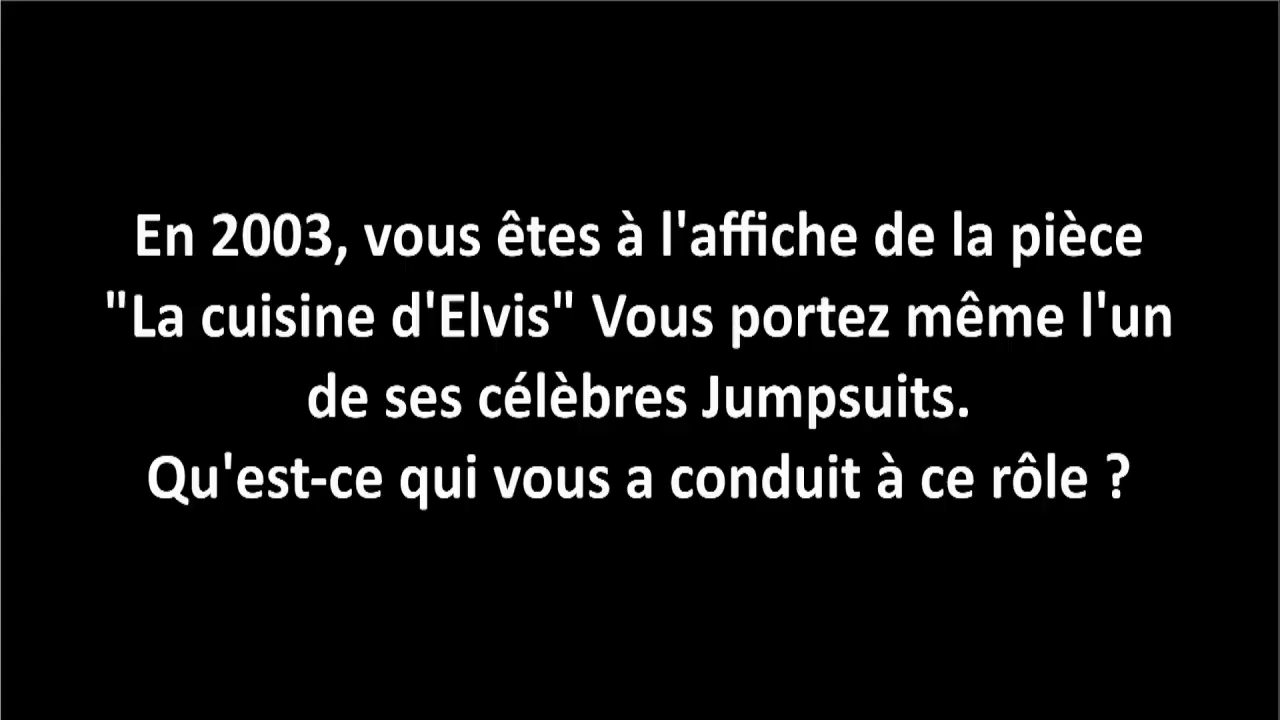 En 2003, vous êtes à l'affiche de la pièce
"La cuisine d'Elvis" Vous portez même l'un
de ses célèbres Jumpsuits.
Qu'est-ce qui vous a conduit à ce rôle ?